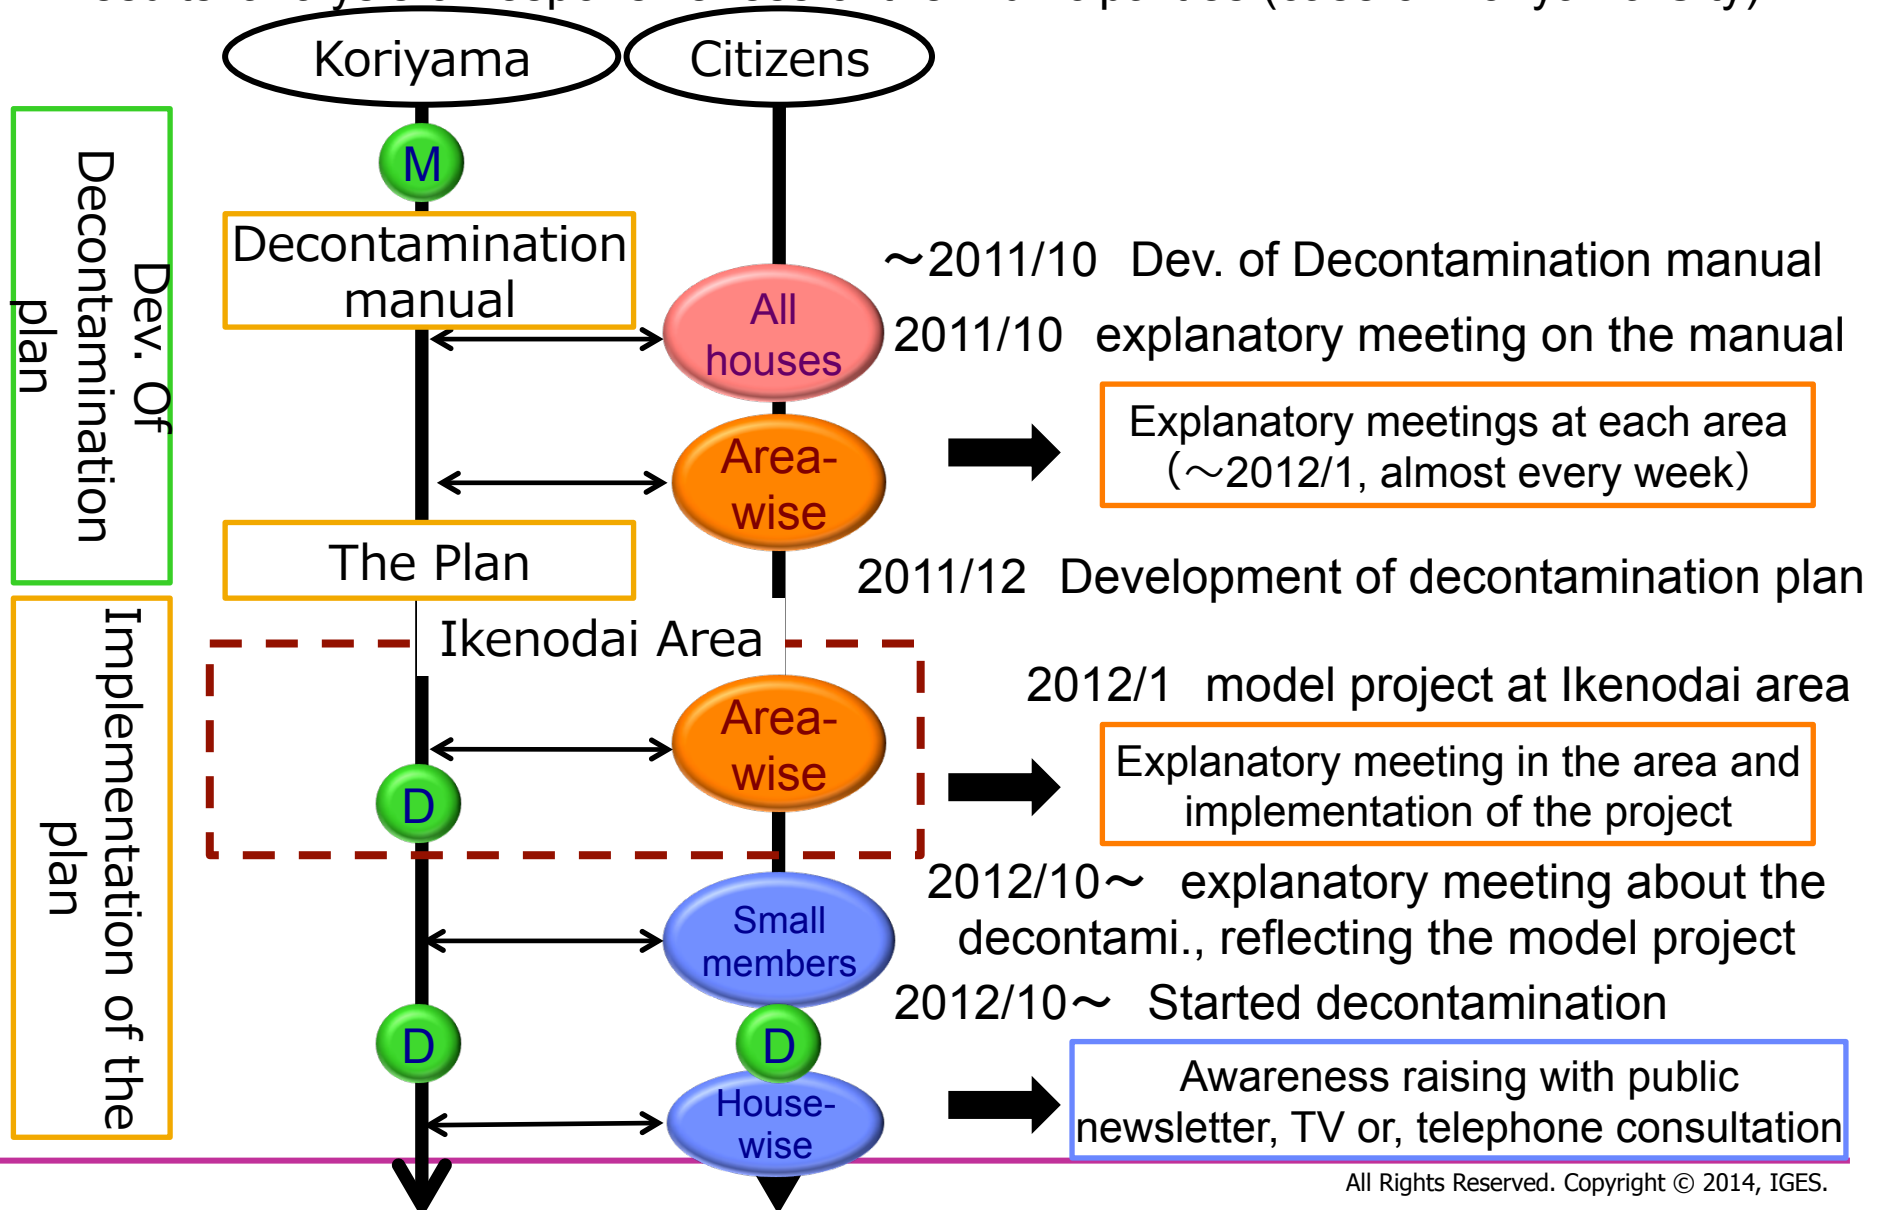 Koriyama
Citizens
Dev. Of
Decontamination
plan
M
Decontamination
manual
All
houses
～2011/10 Dev. of Decontamination manual
2011/10 explanatory meeting on the manual
Area-
wise
Explanatory meetings at each area
（～2012/1, almost every week）
The Plan
2011/12 Development of decontamination plan
Implementation of the
plan
Ikenodai Area
Area-
wise
D
2012/1 model project at Ikenodai area
Explanatory meeting in the area and
implementation of the project
Small
members
2012/10～ explanatory meeting about the
decontami., reflecting the model project
2012/10～ Started decontamination
D
D
House-
wise
Awareness raising with public
newsletter, TV or, telephone consultation
All Rights Reserved. Copyright © 2014, IGES.